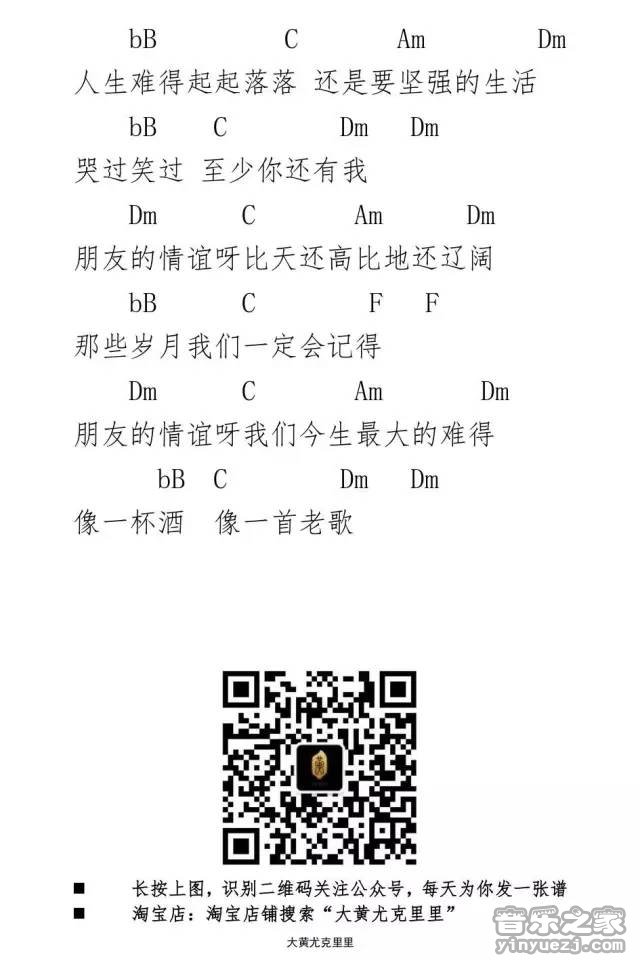 bB C Am Dm
人生难得起起落落 还是要坚强的生活
bB C Dm Dm
哭过笑过 至少你还有我
Dm C Am Dm
朋友的情谊呀比天还高比地还辽阔
bB C F F
那些岁月我们一定会记得
Dm C Am Dm
朋友的情谊呀我们今生最大的难得
bB C Dm Dm
像一杯酒 像一首老歌
■ 长按上图，识别二维码关注公众号，每天为你发一张谱
■ 淘宝店：淘宝店铺搜索“大黄尤克里里”
大黄尤克里里
音乐之家
yinyuezj.com